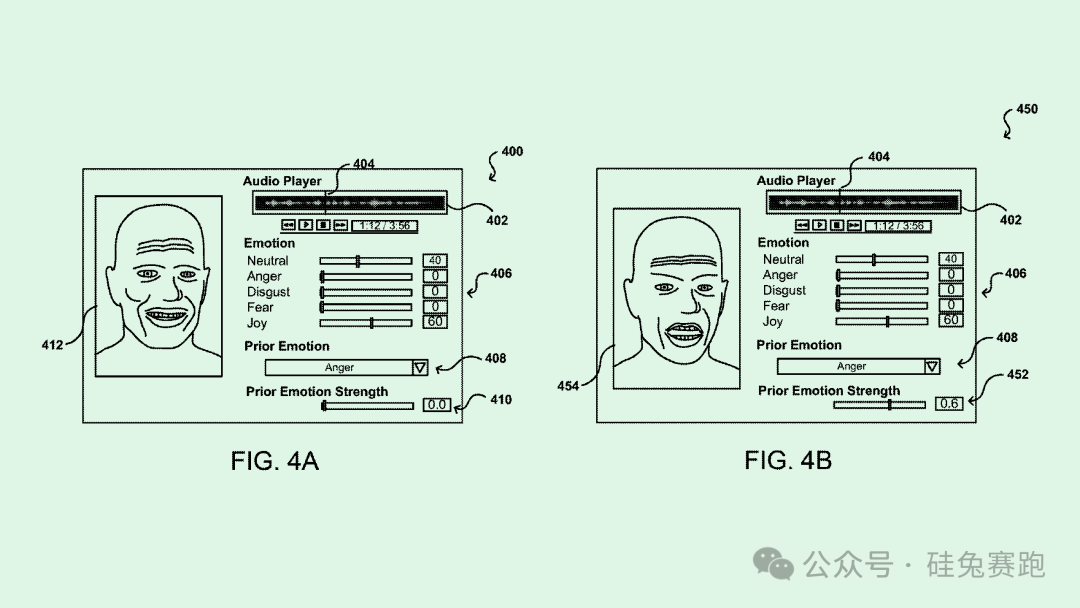 400
404
Audio Player
402
1:12 / 3:56
Emotion
Neutral 40
Anger 0
Disgust 0
Fear 0
Joy 60
406
Prior Emotion
Anger
408
Prior Emotion Strength
0.0
410
412
FIG. 4A
450
404
Audio Player
402
1:12 / 3:56
Emotion
Neutral 40
Anger 0
Disgust 0
Fear 0
Joy 60
406
Prior Emotion
Anger
408
Prior Emotion Strength
0.6
452
454
FIG. 4B
公众号 · 硅兔赛跑